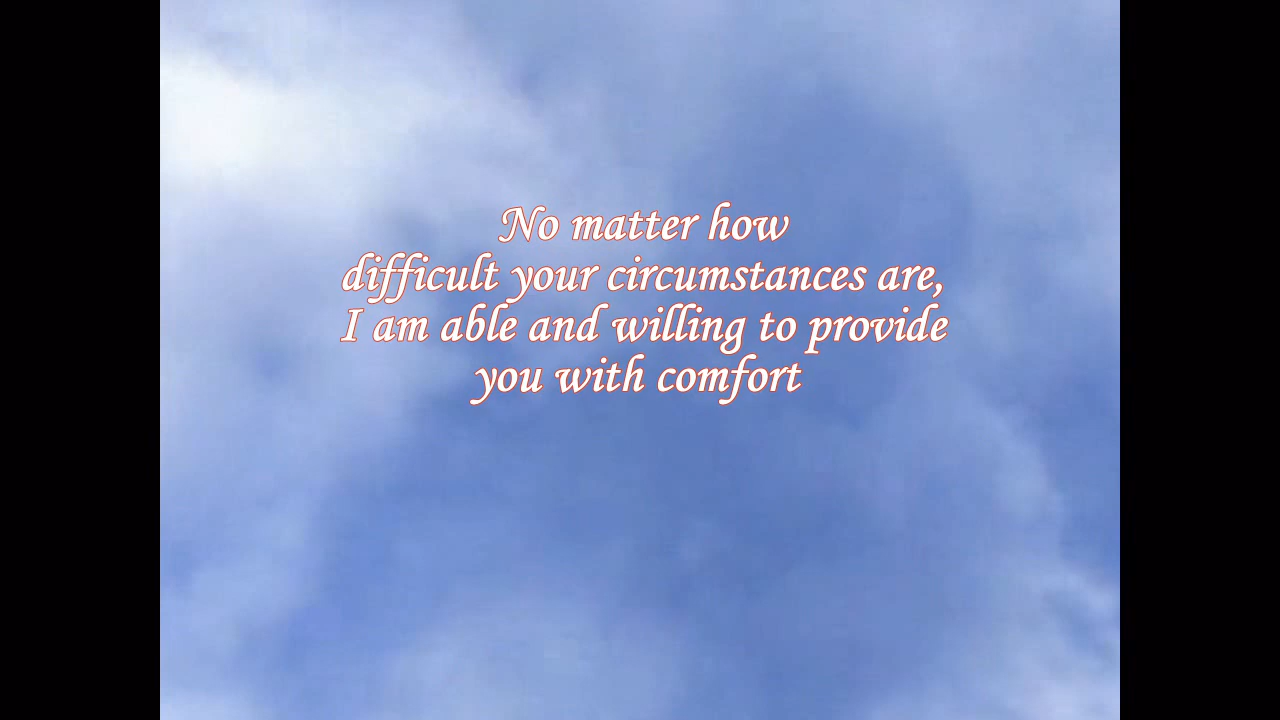 No matter how
difficult your circumstances are,
I am able and willing to provide
you with comfort